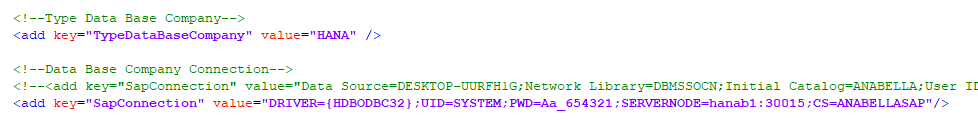 <!--Type Data Base Company-->
<add key="TypeDataBaseCompany" value="HANA" />
<!--Data Base Company Connection-->
<!--<add key="SapConnection" value="Data Source=DESKTOP-UURFH1G;Network Library=DBMSSOCN;Initial Catalog=ANABELLA;User ID
<add key="SapConnection" value="DRIVER={HDBODBC32};UID=SYSTEM;PWD=Aa_654321;SERVERNODE=hanab1:30015;CS=ANABELLASAP"/>